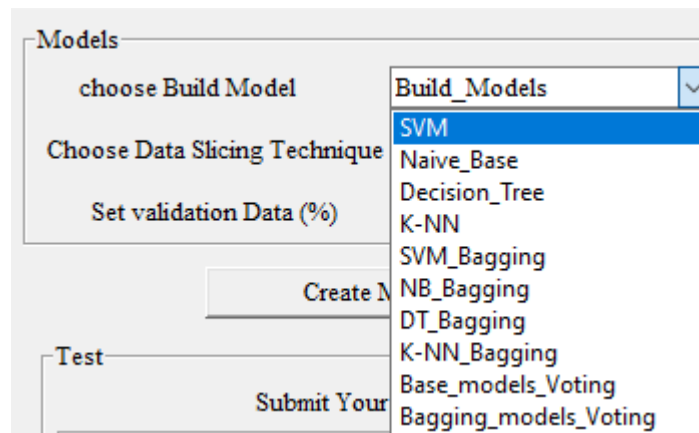 Models
choose Build Model
Build_Models
SVM
Choose Data Slicing Technique
Naive_Base
Decision_Tree
Set validation Data (%)
K-NN
SVM_Bagging
Create
NB_Bagging
DT_Bagging
Test
K-NN_Bagging
Submit Your
Base_models_Voting
Bagging_models_Voting